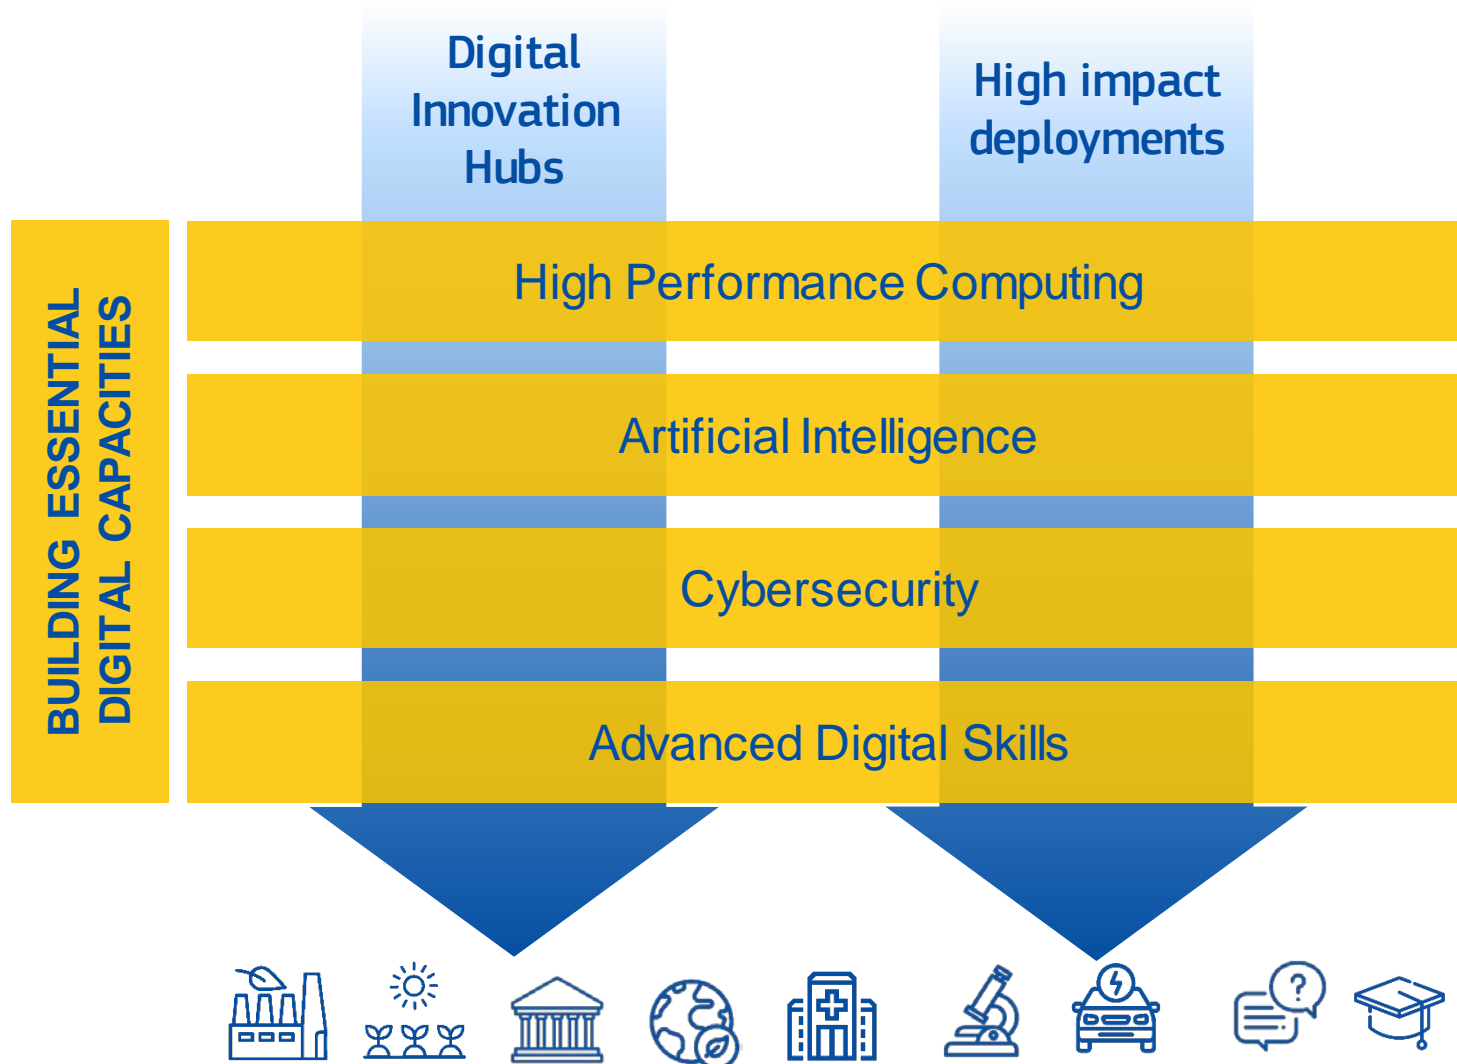 Digital
Innovation
Hubs
High impact
deployments
BUILDING ESSENTIAL
DIGITAL CAPACITIES
High Performance Computing
Artificial Intelligence
Cybersecurity
Advanced Digital Skills
?